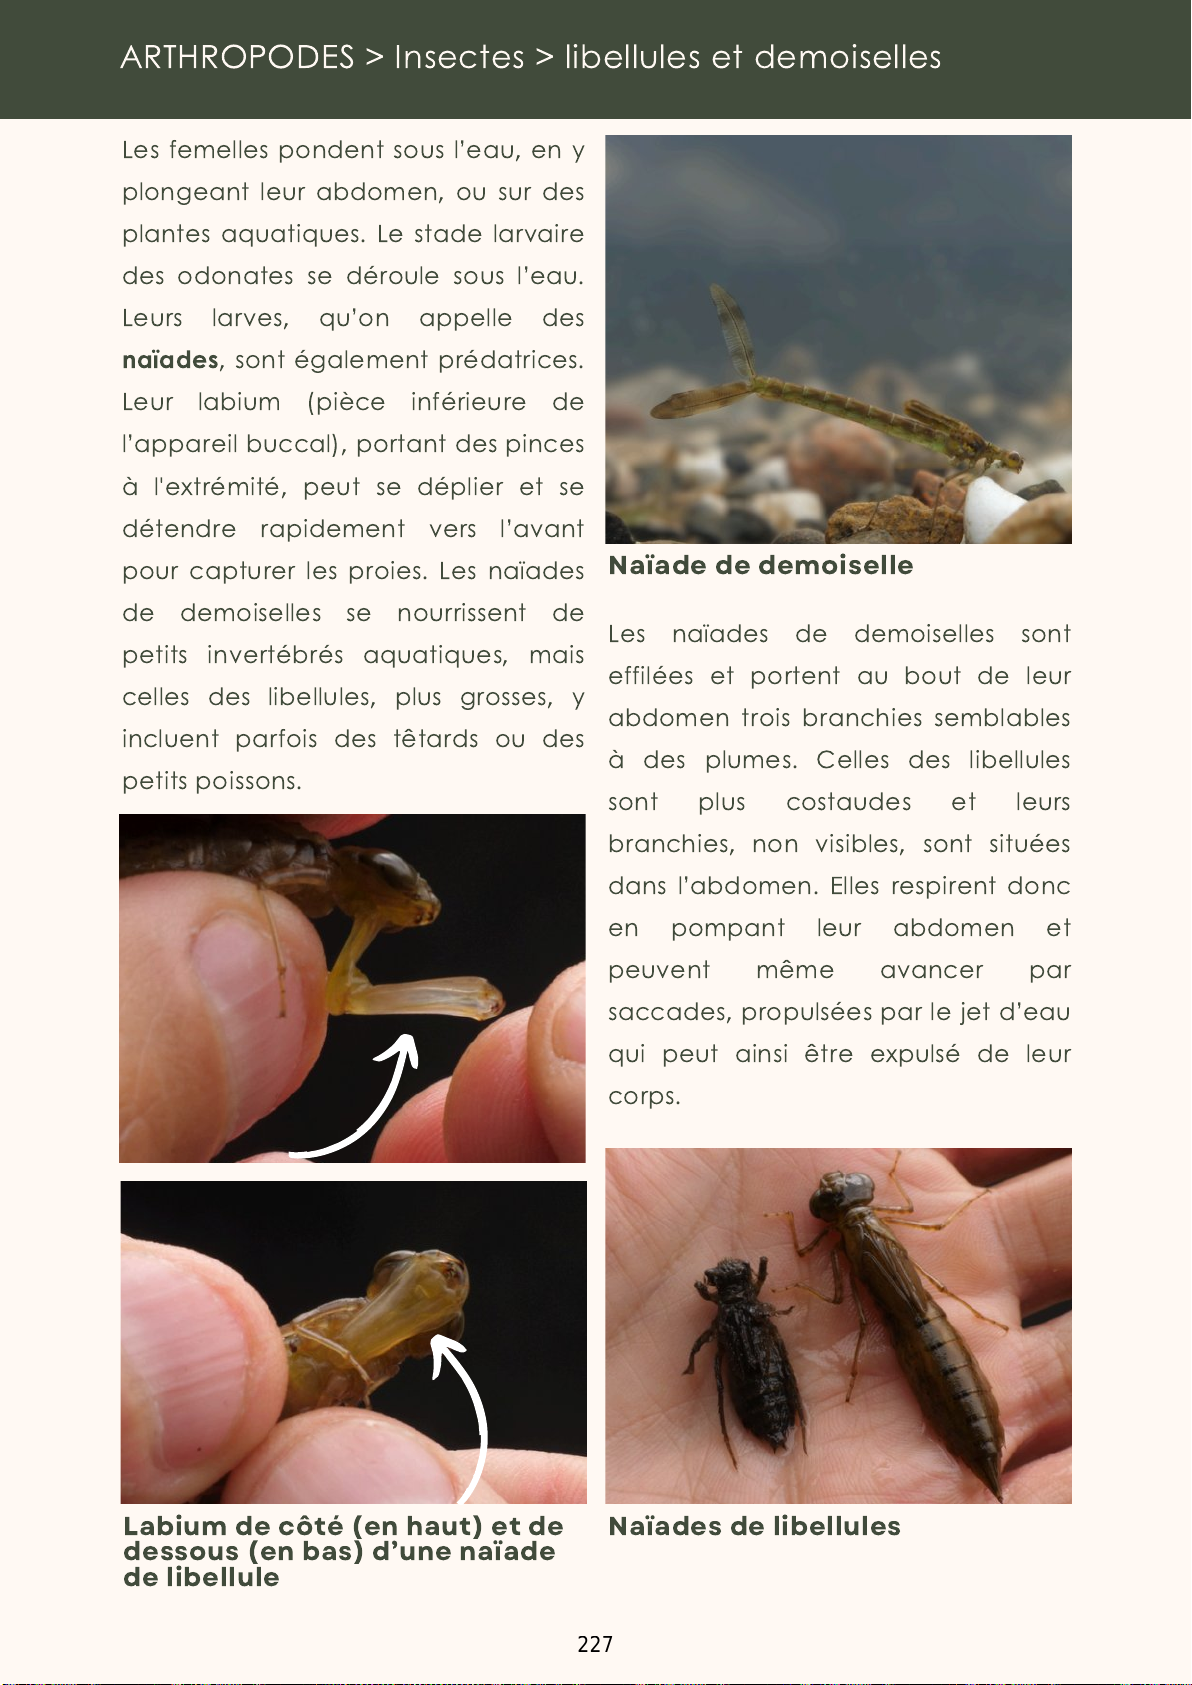 ARTHROPODES > Insectes > libellules et demoiselles
Les femelles pondent sous l’eau, en y
plongeant leur abdomen, ou sur des
plantes aquatiques. Le stade larvaire
des odonates se déroule sous l’eau.
Leurs larves, qu’on appelle des
naïades, sont également prédatrices.
Leur labium (pièce inférieure de
l’appareil buccal), portant des pinces
à l'extrémité, peut se déplier et se
détendre rapidement vers l’avant
pour capturer les proies. Les naïades
de demoiselles se nourrissent de
petits invertébrés aquatiques, mais
celles des libellules, plus grosses, y
incluent parfois des têtards ou des
petits poissons.
Labium de côté (en haut) et de
dessous (en bas) d’une naïade
de libellule
Naïade de demoiselle
Les naïades de demoiselles sont
effilées et portent au bout de leur
abdomen trois branchies semblables
à des plumes. Celles des libellules
sont plus costaudes et leurs
branchies, non visibles, sont situées
dans l’abdomen. Elles respirent donc
en pompant leur abdomen et
peuvent même avancer par
saccades, propulsées par le jet d’eau
qui peut ainsi être expulsé de leur
corps.
Naïades de libellules
227